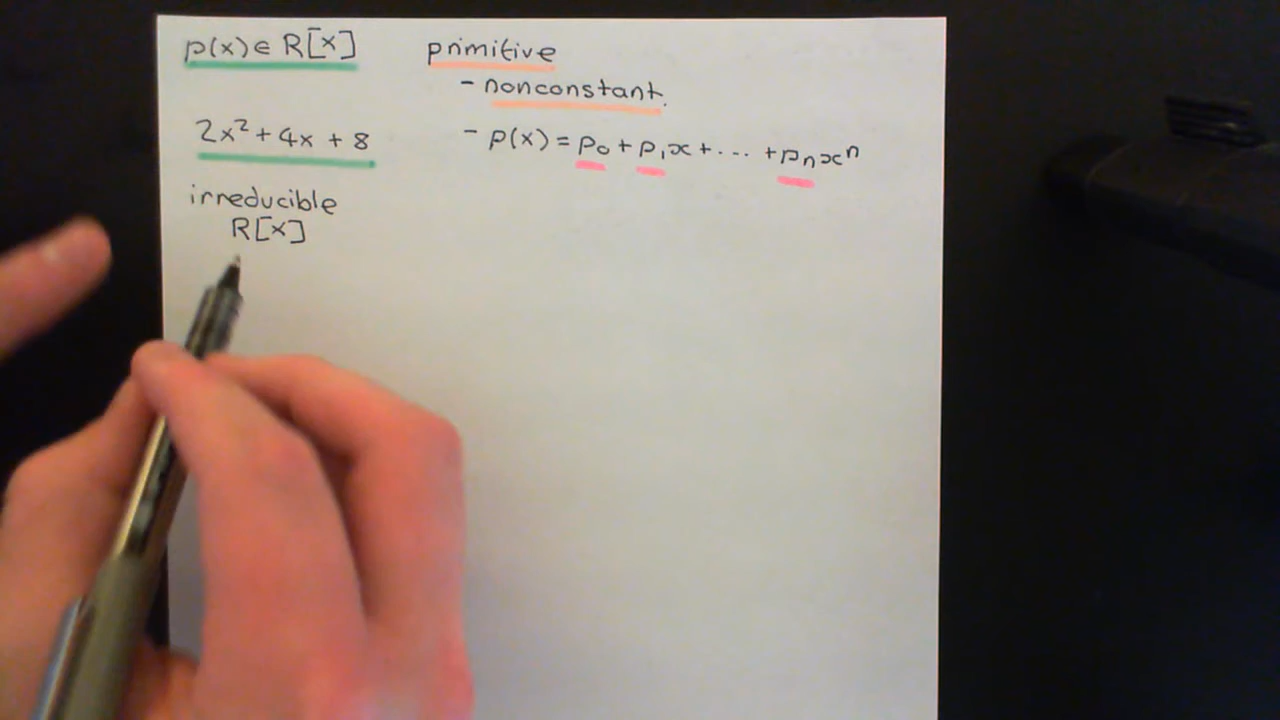 p(x) ∈ R[x]
2x² + 4x + 8
irreducible
R[x]
primitive
- nonconstant.
- p(x) = p₀ + p₁x + ... + pₙxⁿ